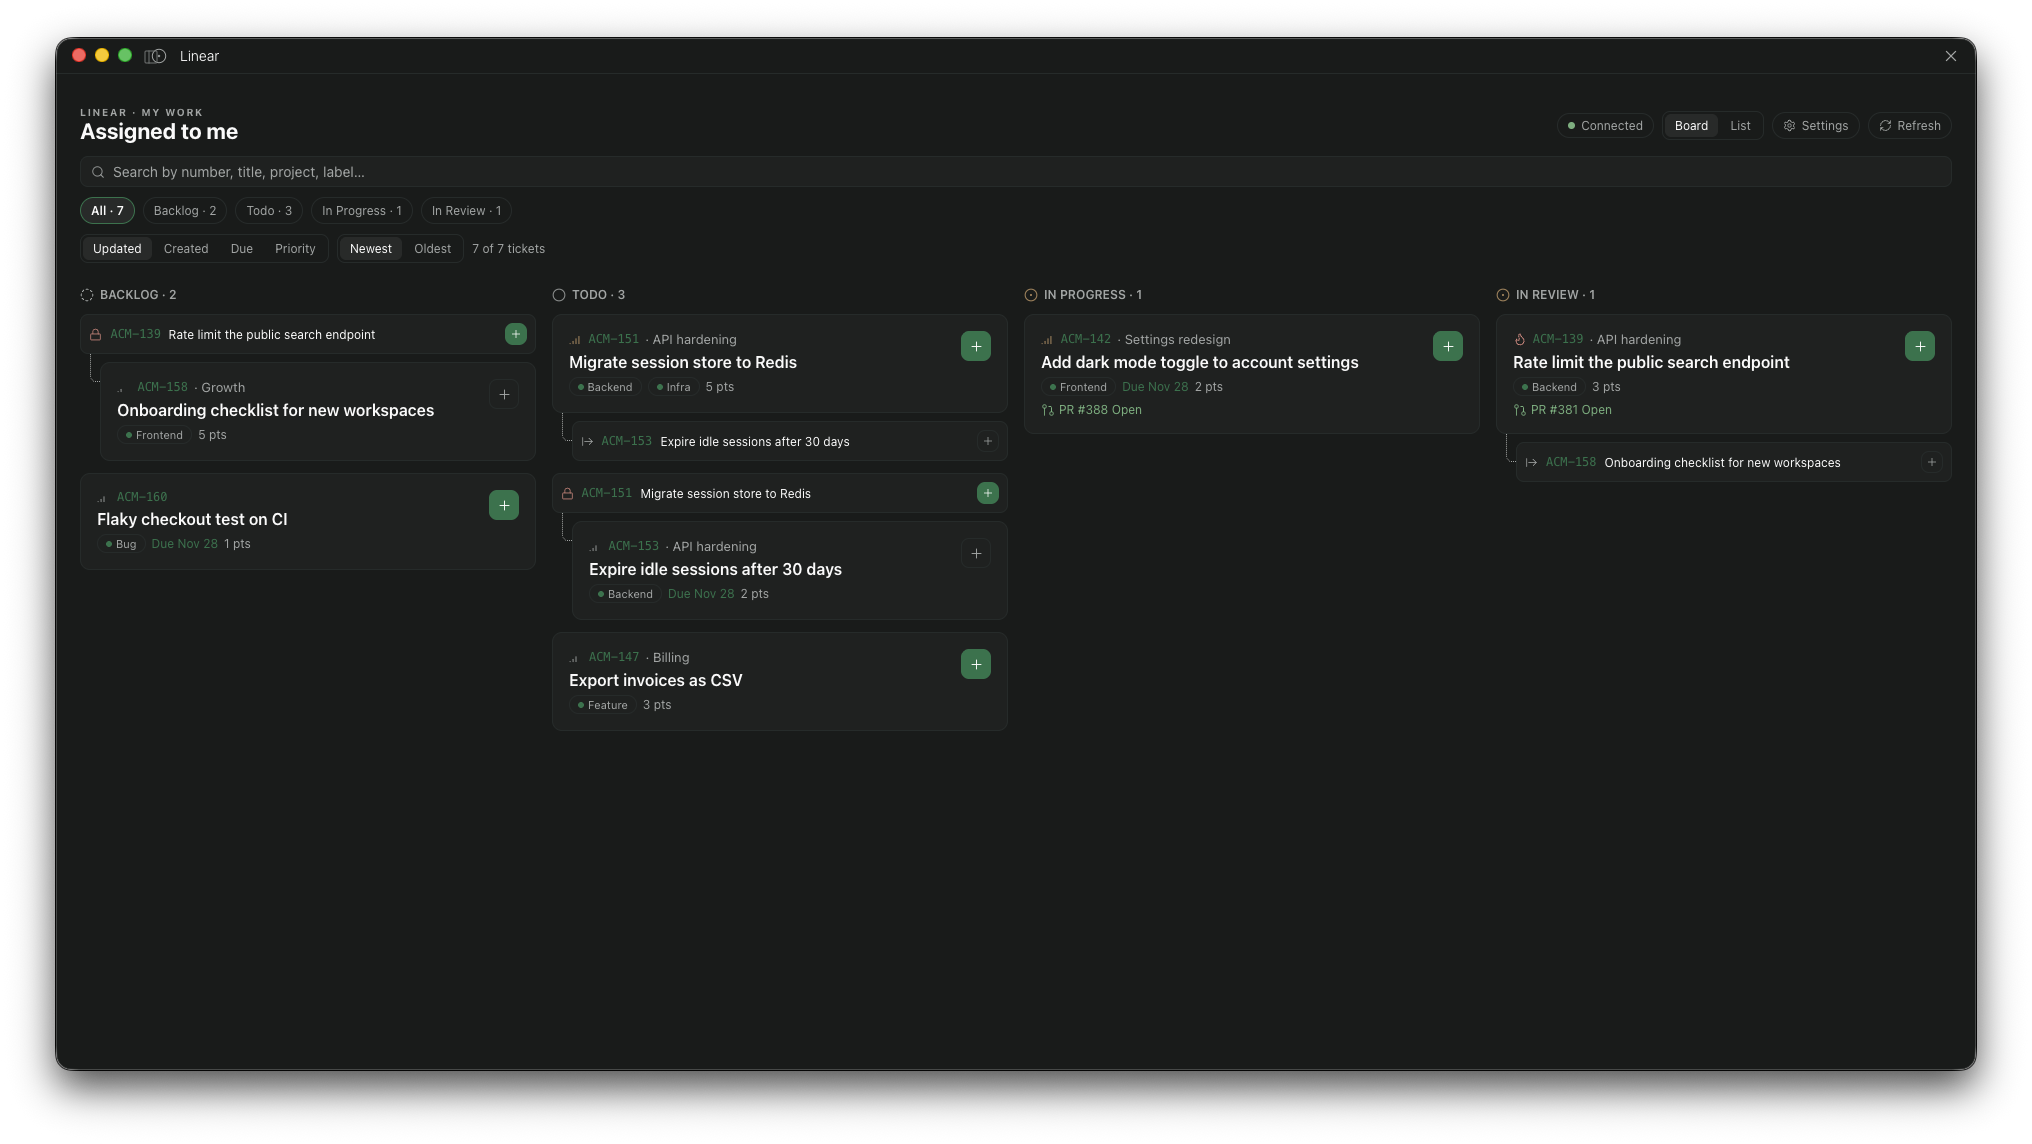 Linear
LINEAR · MY WORK
Assigned to me
Connected
Board
List
Settings
Refresh
Search by number, title, project, label...
All · 7
Backlog · 2
Todo · 3
In Progress · 1
In Review · 1
Updated
Created
Due
Priority
Newest
Oldest
7 of 7 tickets
BACKLOG · 2
ACM-139 Rate limit the public search endpoint
ACM-158 · Growth
Onboarding checklist for new workspaces
Frontend 5 pts
ACM-160
Flaky checkout test on CI
Bug Due Nov 28 1 pts
TODO · 3
ACM-151 · API hardening
Migrate session store to Redis
Backend Infra 5 pts
ACM-153 Expire idle sessions after 30 days
ACM-151 Migrate session store to Redis
ACM-153 · API hardening
Expire idle sessions after 30 days
Backend Due Nov 28 2 pts
ACM-147 · Billing
Export invoices as CSV
Feature 3 pts
IN PROGRESS · 1
ACM-142 · Settings redesign
Add dark mode toggle to account settings
Frontend Due Nov 28 2 pts
PR #388 Open
IN REVIEW · 1
ACM-139 · API hardening
Rate limit the public search endpoint
Backend 3 pts
PR #381 Open
ACM-158 Onboarding checklist for new workspaces